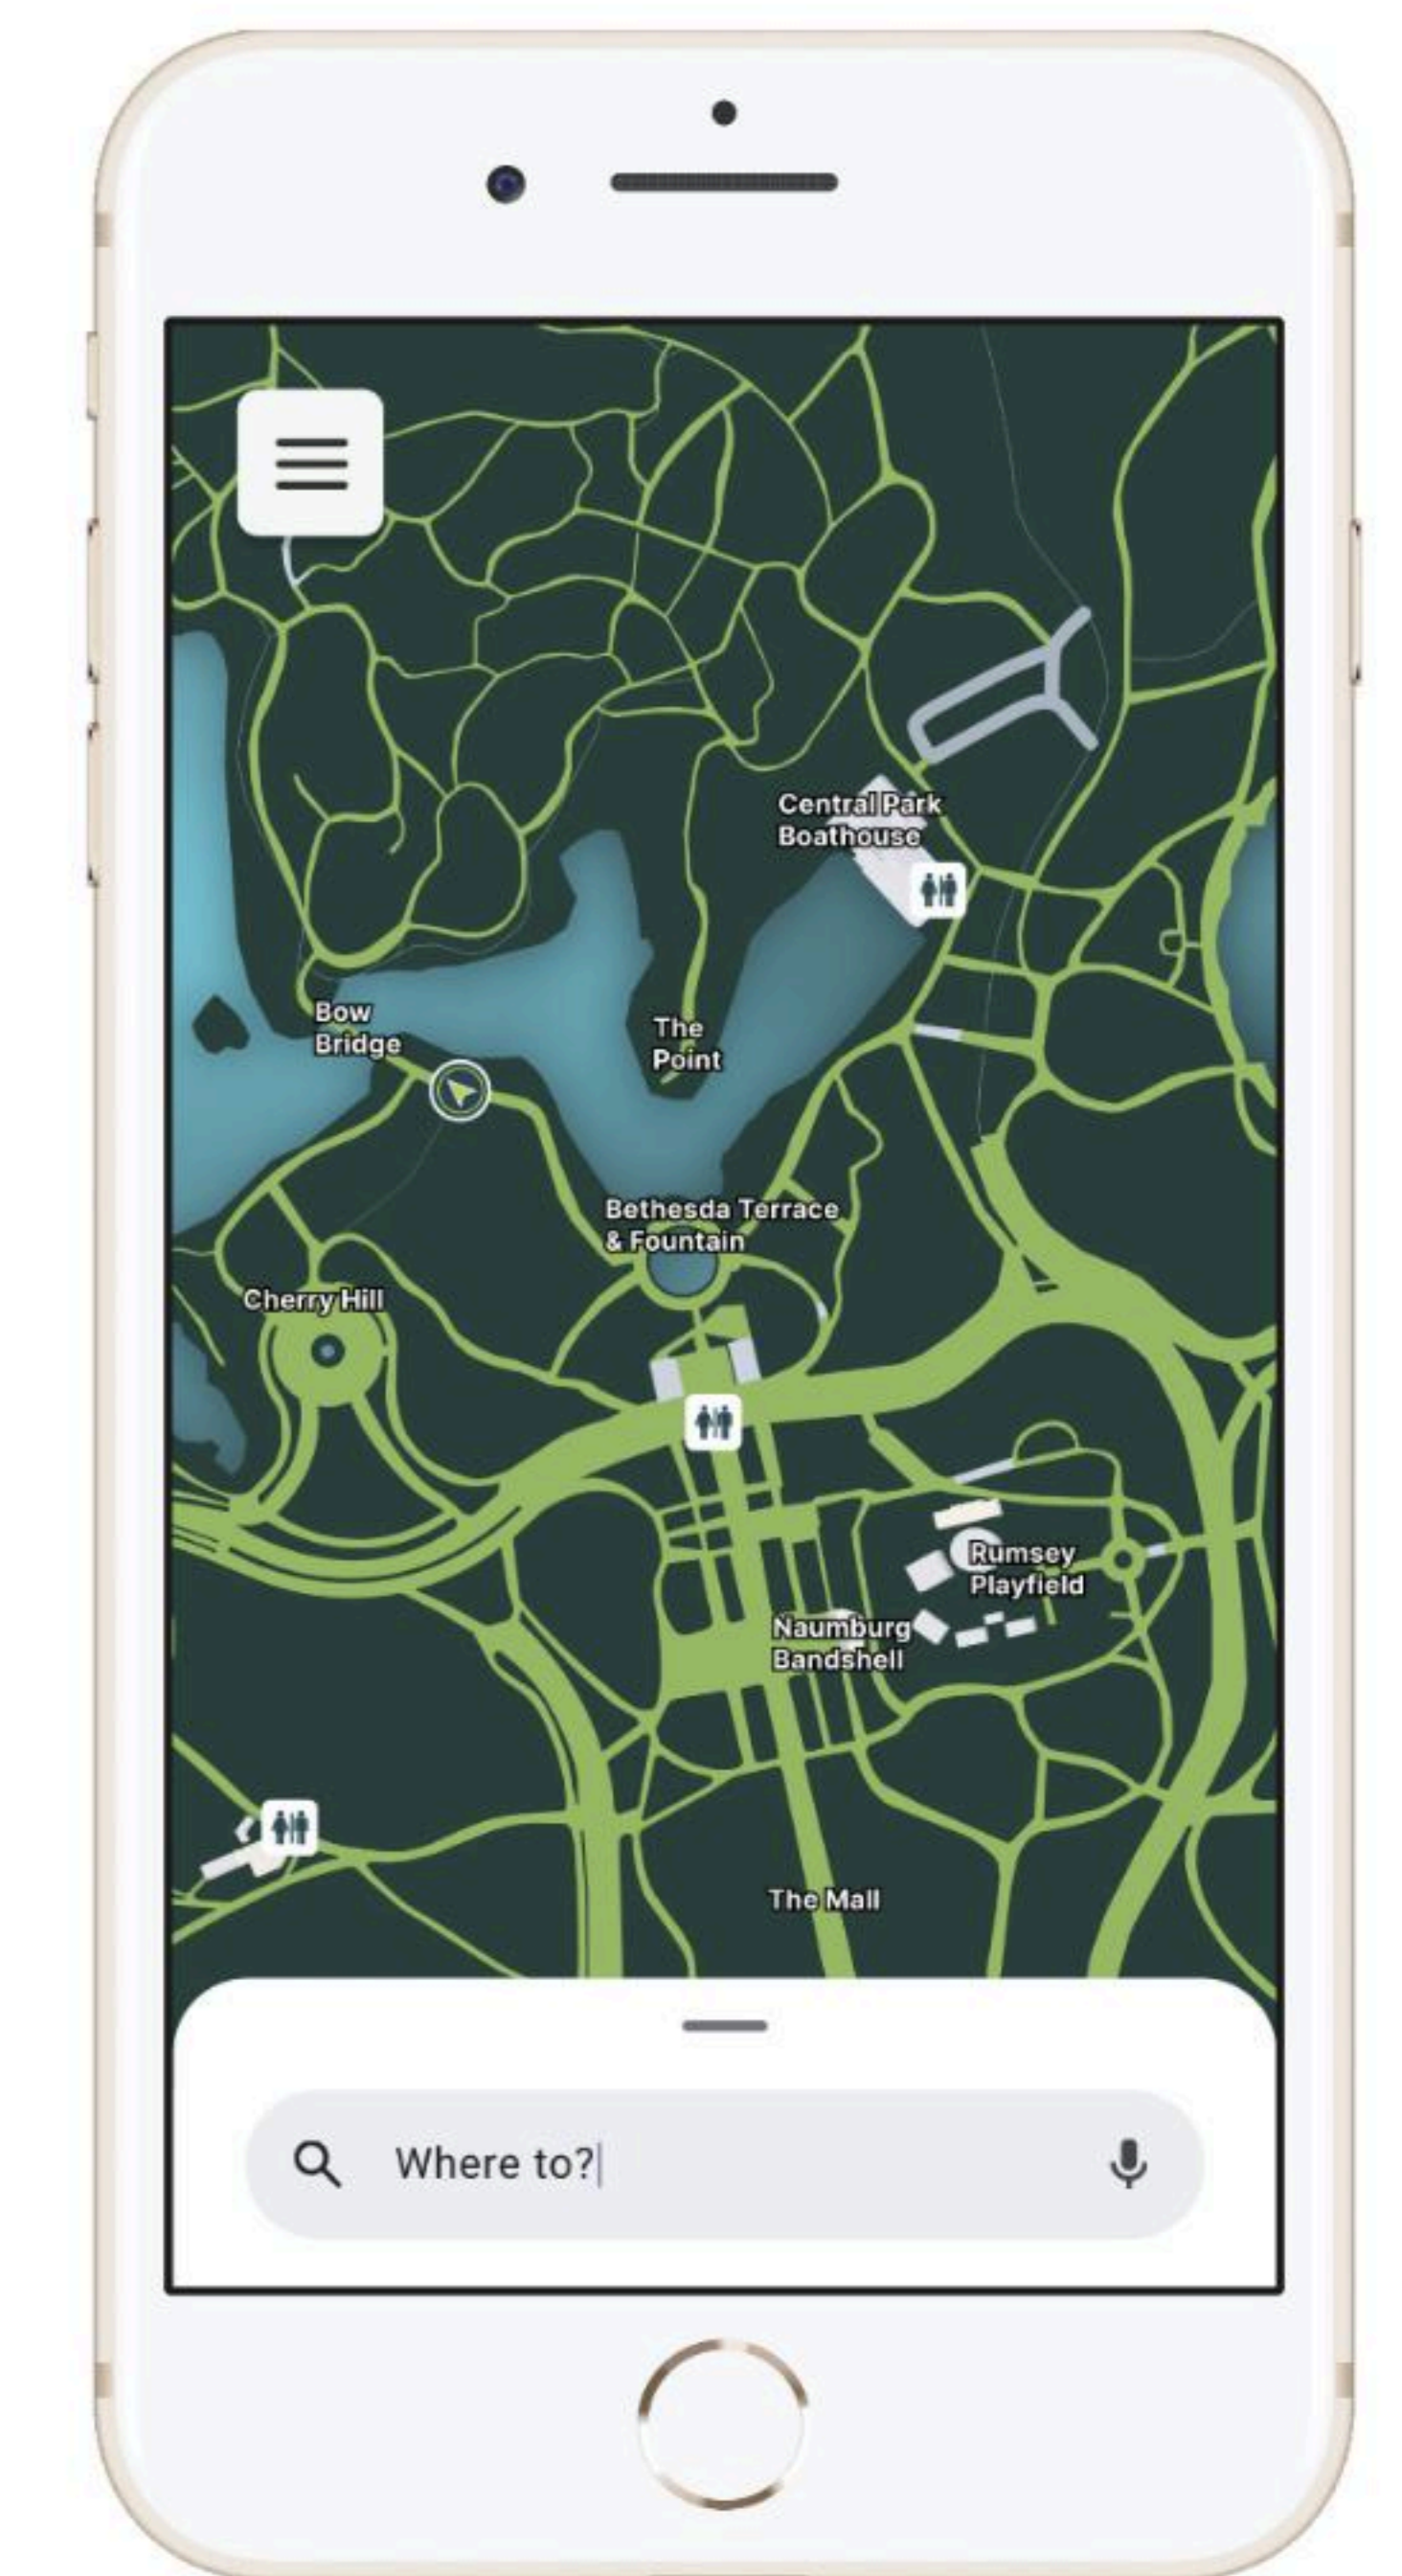 Central Park
Boathouse
Bow
Bridge
The
Point
Bethesda Terrace
& Fountain
Cherry Hill
Rumsey
Playfield
Naumburg
Bandshell
The Mall
Where to?